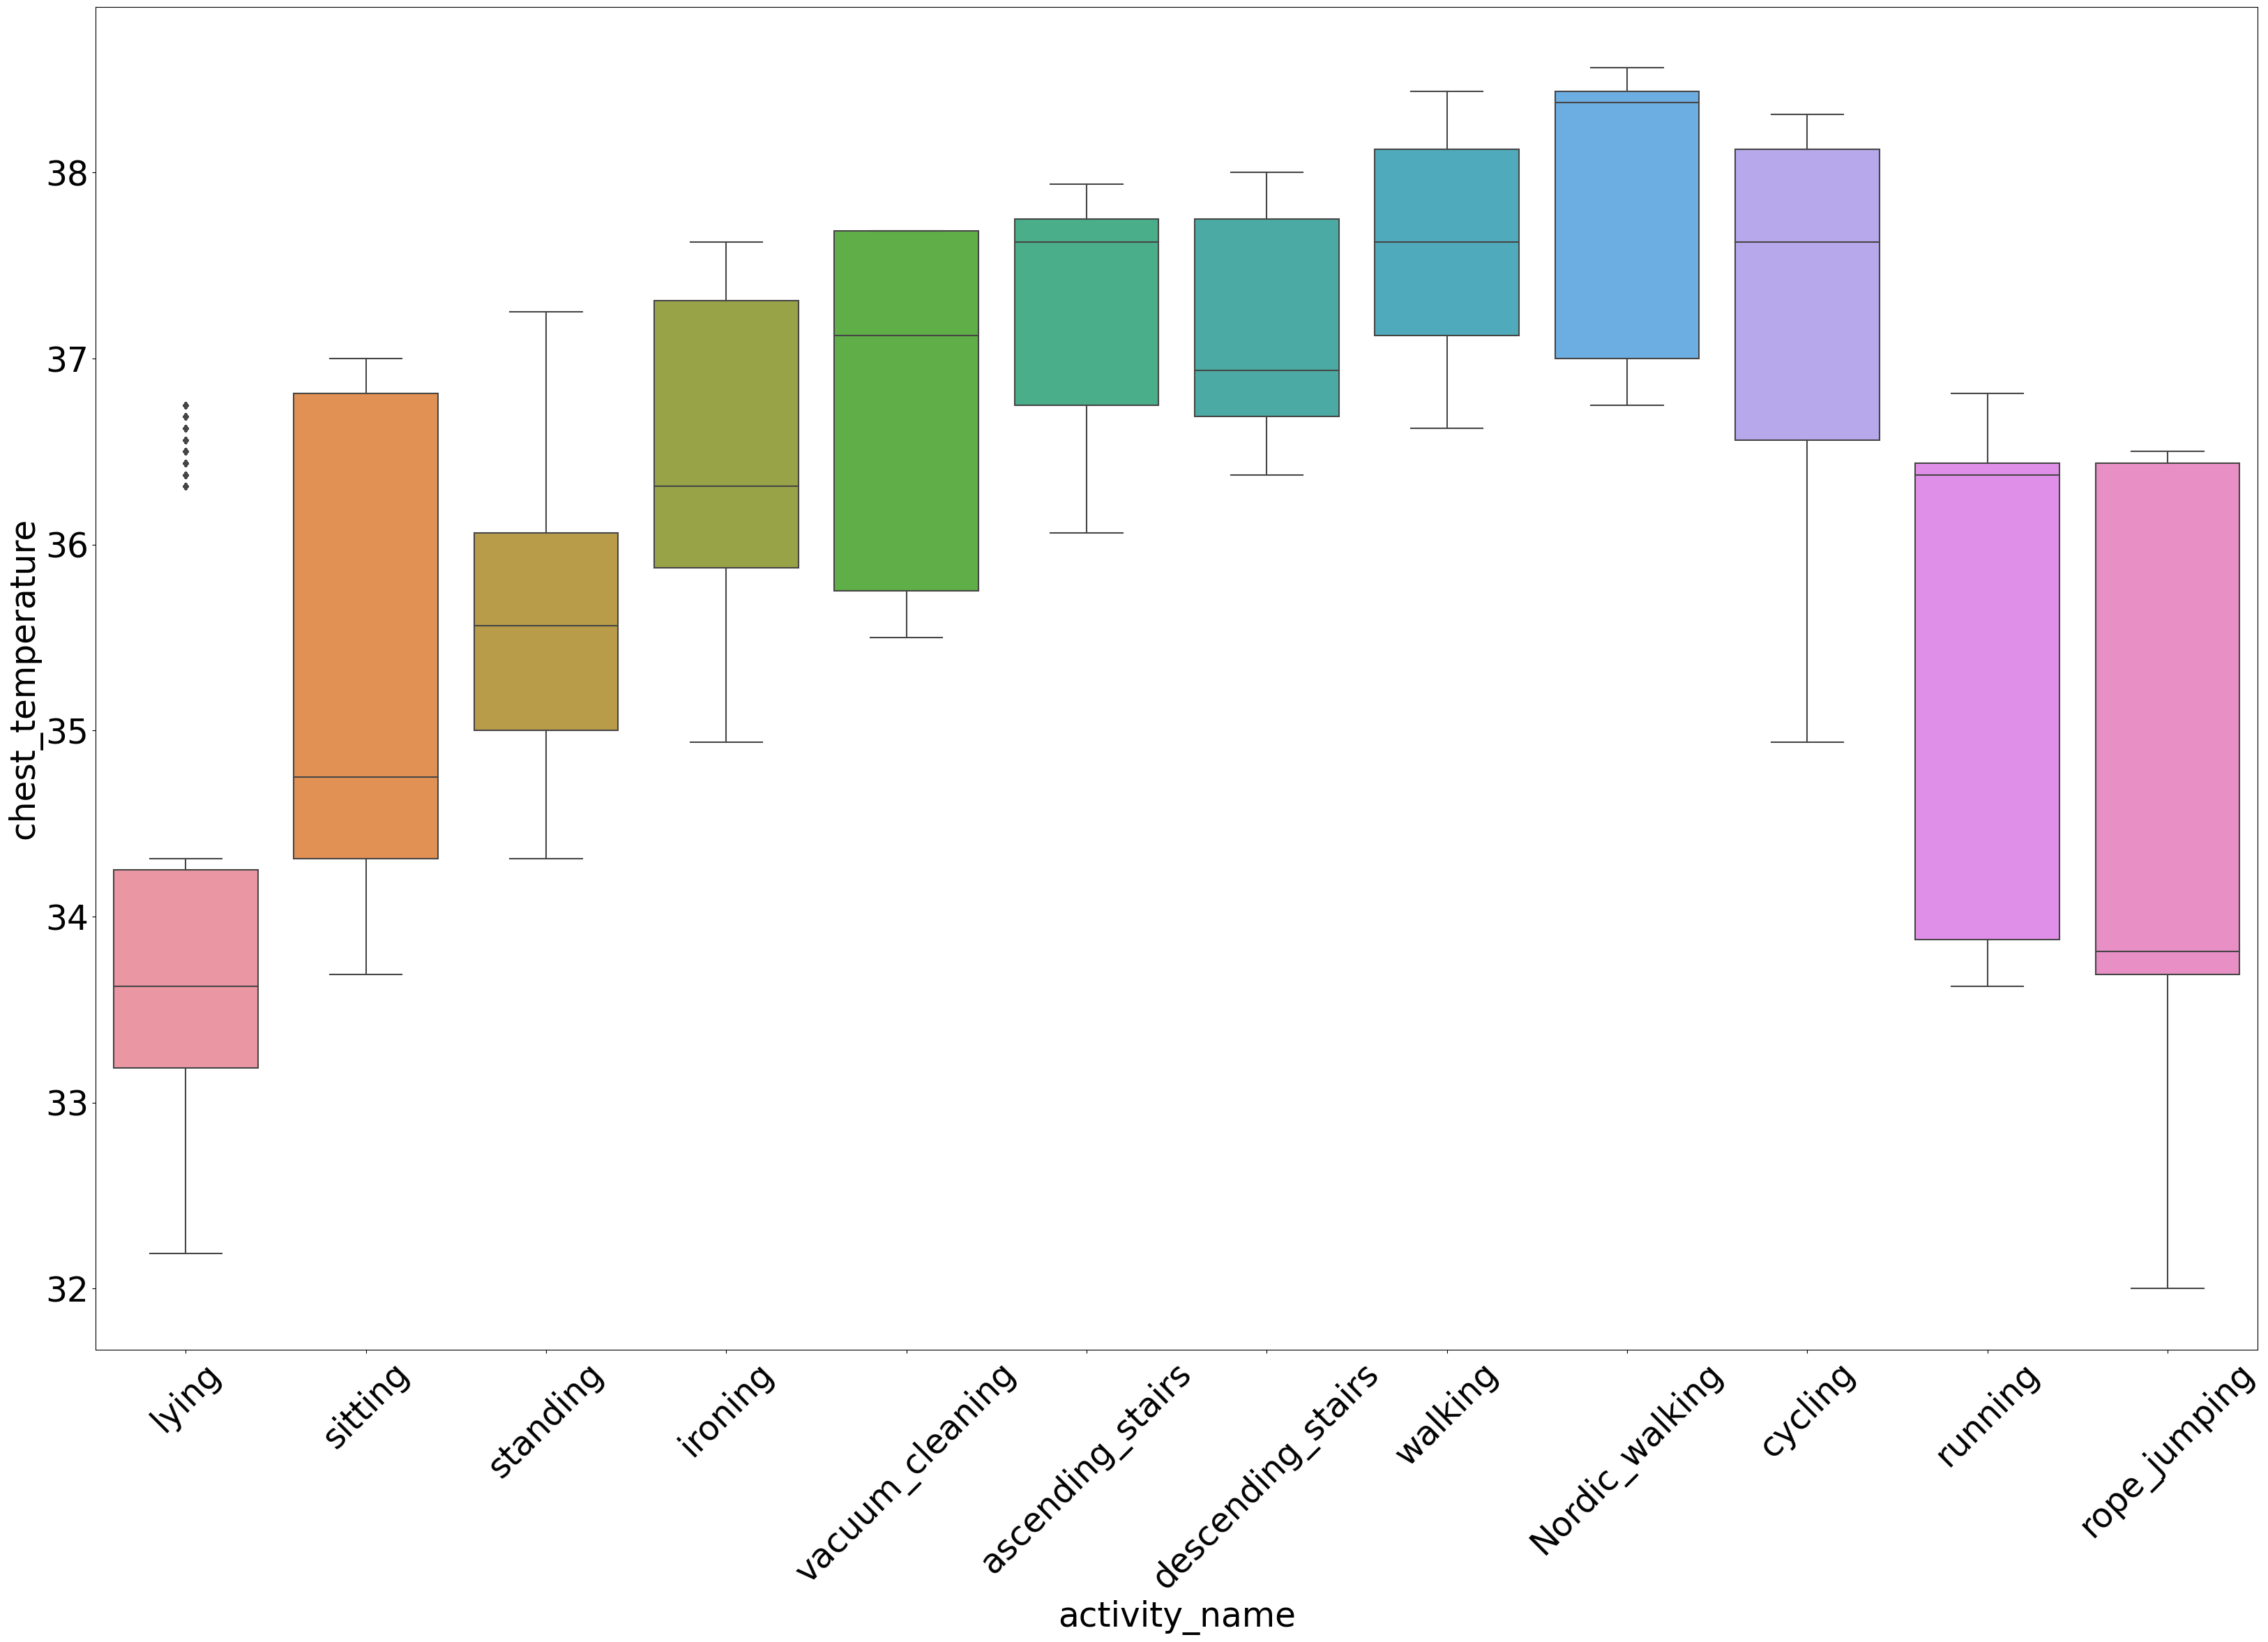 chest_temperature
38
37
36
35
34
33
32
lying
sitting
standing
ironing
vacuum_cleaning
ascending_stairs
descending_stairs
walking
Nordic_walking
cycling
running
rope_jumping
activity_name